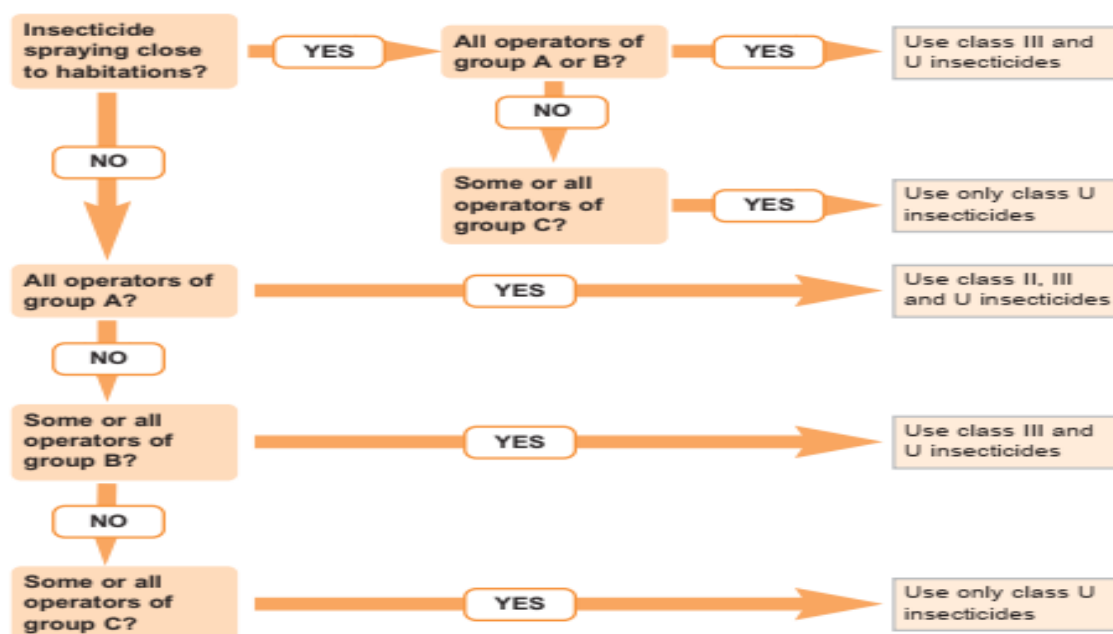 Insecticide
spraying close
to habitations?
YES
All operators of
group A or B?
YES
Use class III and
U insecticides
NO
NO
Some or all
operators of
group C?
YES
Use only class U
insecticides
All operators of
group A?
YES
Use class II, III
and U insecticides
NO
Some or all
operators of
group B?
YES
Use class III and
U insecticides
NO
Some or all
operators of
group C?
YES
Use only class U
insecticides